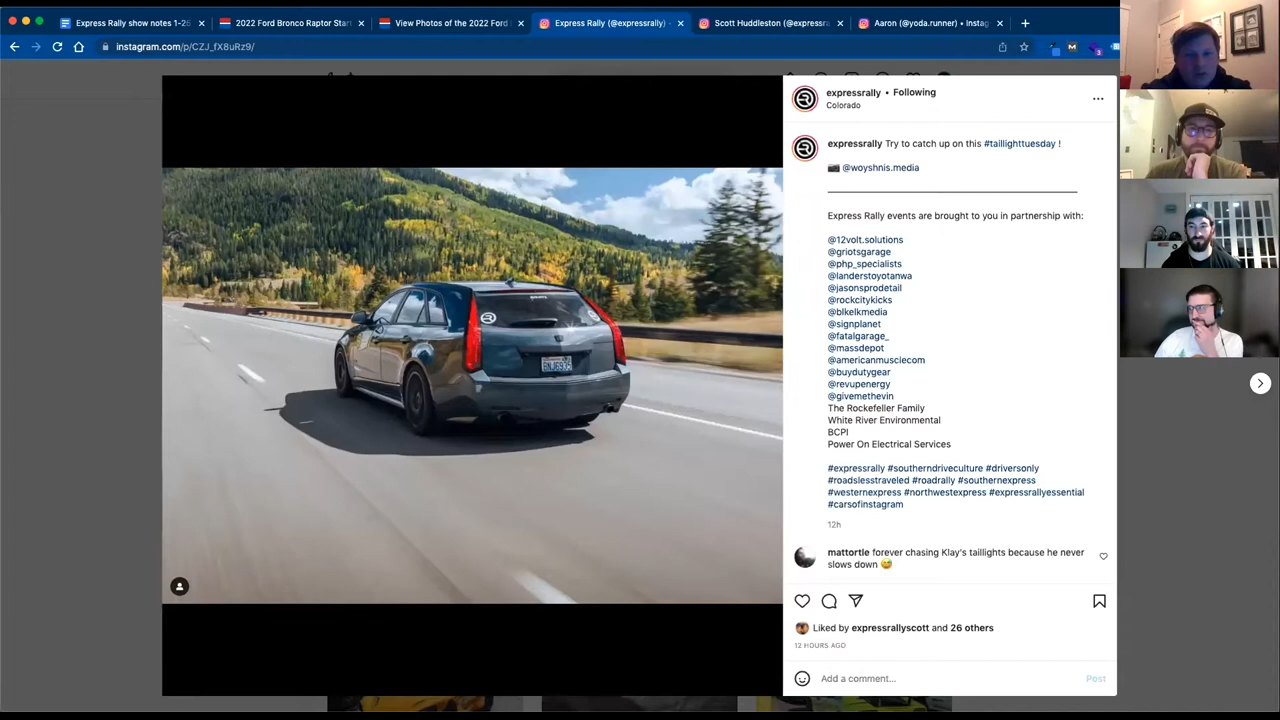 Express Rally show notes 1-25
2022 Ford Bronco Raptor Start
View Photos of the 2022 Ford
Express Rally (@expressrally)
Scott Huddleston (@expressra
Aaron (@yoda.runner) • Instag
instagram.com/p/CZJ_fX8uRz9/
expressrally • Following
Colorado
expressrally Try to catch up on this #taillighttuesday !
📷 @woyshnis.media
Express Rally events are brought to you in partnership with:
@12volt.solutions
@griotsgarage
@php_specialists
@landerstoyotanwa
@jasonsprodetail
@rockcitykicks
@blkelkmedia
@signplanet
@fatalgarage_
@massdepot
@americanmusclecom
@buydutygear
@revupenergy
@givemethevin
The Rockefeller Family
White River Environmental
BCPI
Power On Electrical Services
#expressrally #southerndriveculture #driversonly
#roadslesstraveled #roadrally #southernexpress
#westernexpress #northwestexpress #expressrallyessential
#carsofinstagram
12h
mattortle forever chasing Klay's taillights because he never
slows down 😅
Liked by expressrallyscott and 26 others
12 HOURS AGO
Add a comment...
Post